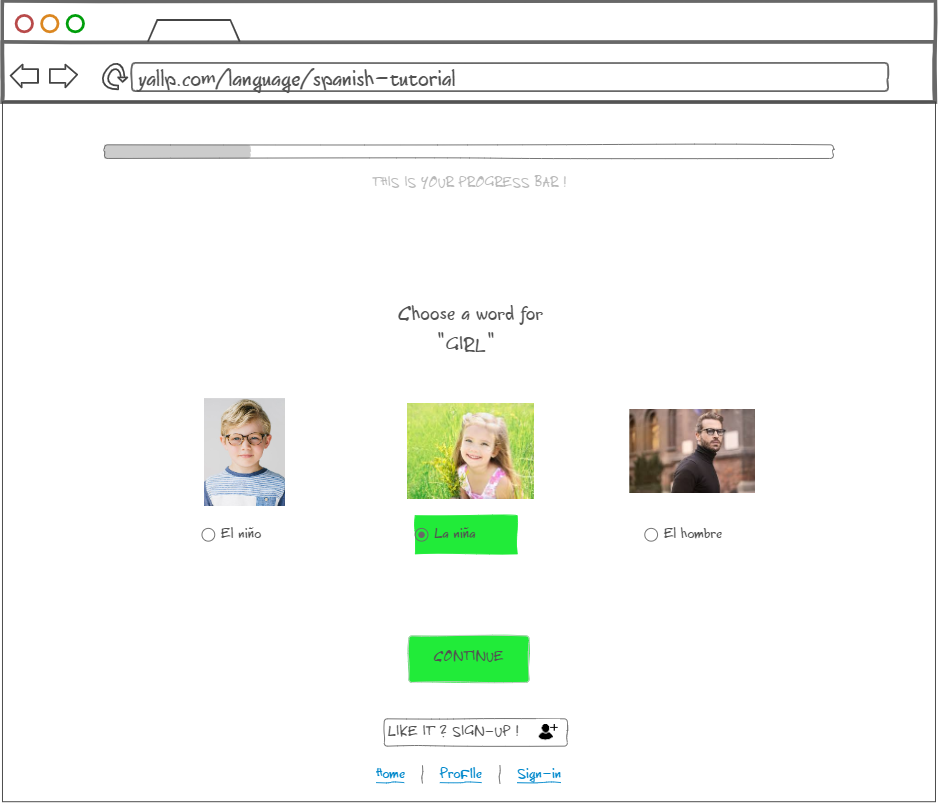 yallp.com/language/spanish-tutorial
THIS IS YOUR PROGRESS BAR !
Choose a word for
"GIRL"
El niño
La niña
El hombre
CONTINUE
LIKE IT ? SIGN-UP !
Home | ProfIle | Sign-in